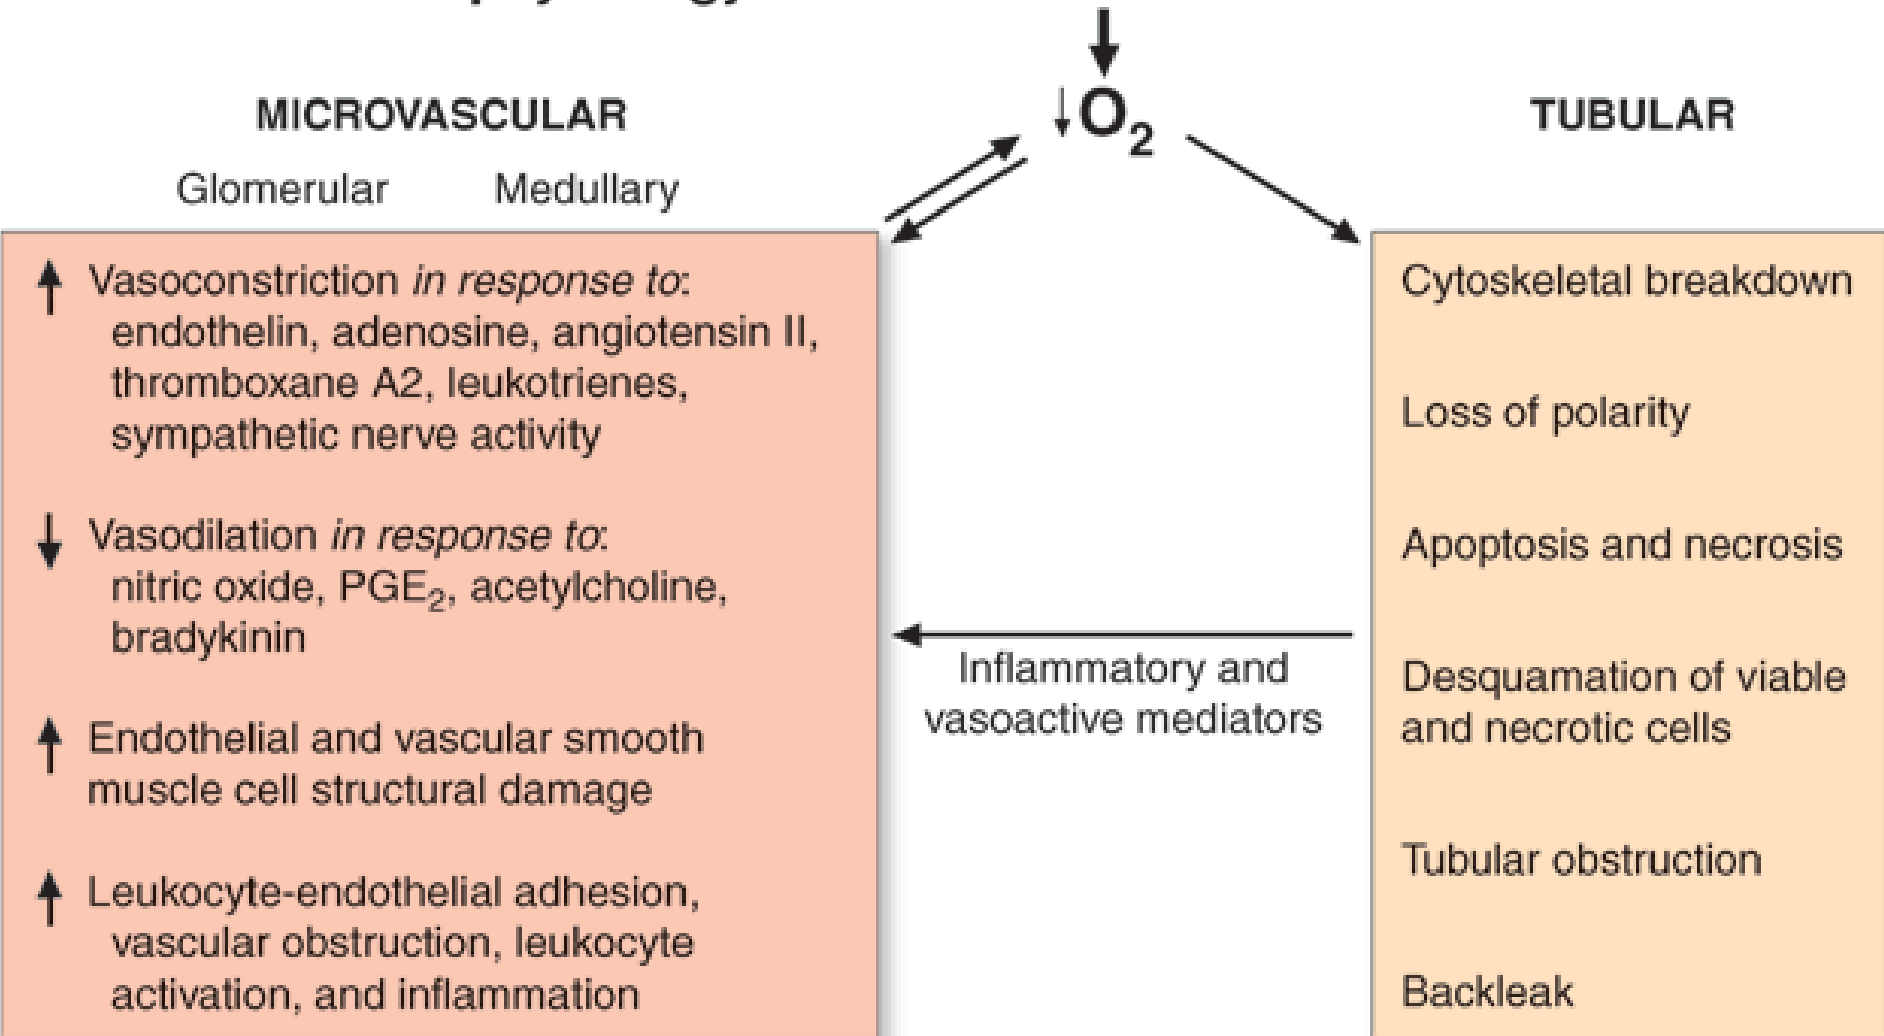 MICROVASCULAR
Glomerular Medullary
↑ Vasoconstriction in response to:
endothelin, adenosine, angiotensin II,
thromboxane A2, leukotrienes,
sympathetic nerve activity
↓ Vasodilation in response to:
nitric oxide, PGE₂, acetylcholine,
bradykinin
↑ Endothelial and vascular smooth
muscle cell structural damage
↑ Leukocyte-endothelial adhesion,
vascular obstruction, leukocyte
activation, and inflammation
↓O₂
Inflammatory and
vasoactive mediators
TUBULAR
Cytoskeletal breakdown
Loss of polarity
Apoptosis and necrosis
Desquamation of viable
and necrotic cells
Tubular obstruction
Backleak